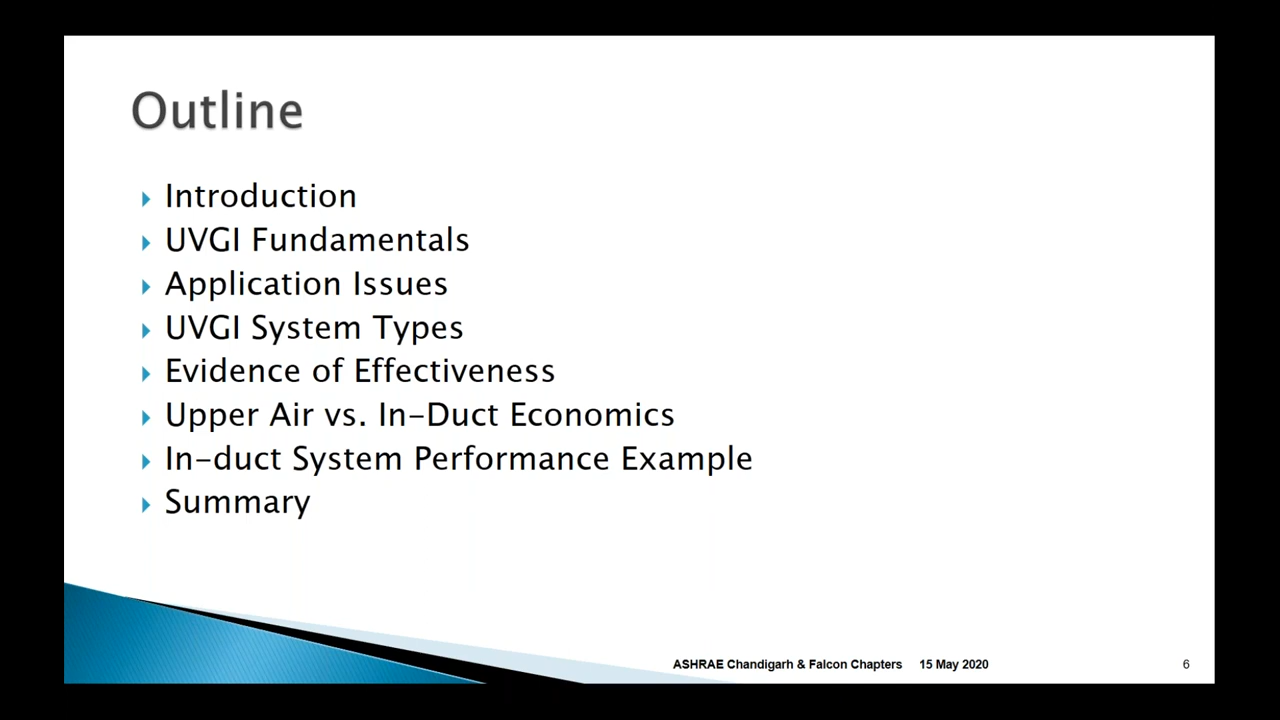 Outline
Introduction
UVGI Fundamentals
Application Issues
UVGI System Types
Evidence of Effectiveness
Upper Air vs. In-Duct Economics
In-duct System Performance Example
Summary
ASHRAE Chandigarh & Falcon Chapters 15 May 2020 6